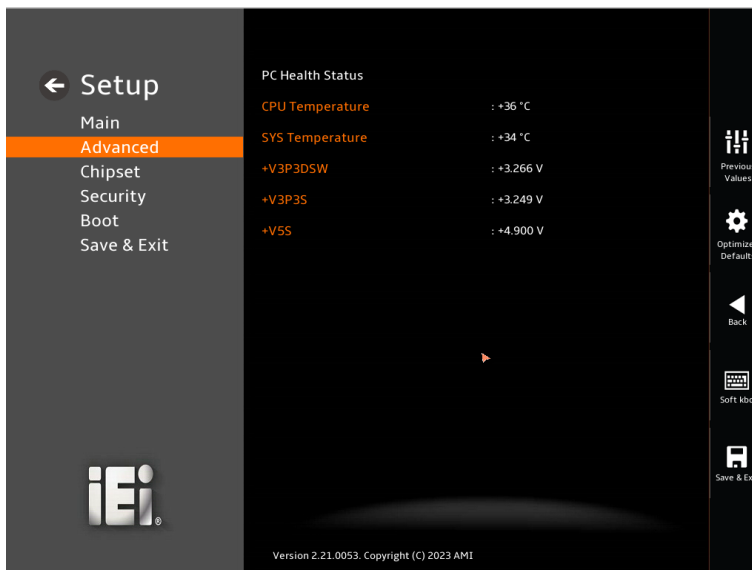 Setup
Main
Advanced
Chipset
Security
Boot
Save & Exit
PC Health Status
CPU Temperature : +36 °C
SYS Temperature : +34 °C
+V3P3DSW : +3.266 V
+V3P3S : +3.249 V
+V5S : +4.900 V
Previou
Values
Optimize
Default
Back
Soft kbd
Save & Ex
iEi®
Version 2.21.0053. Copyright (C) 2023 AMI